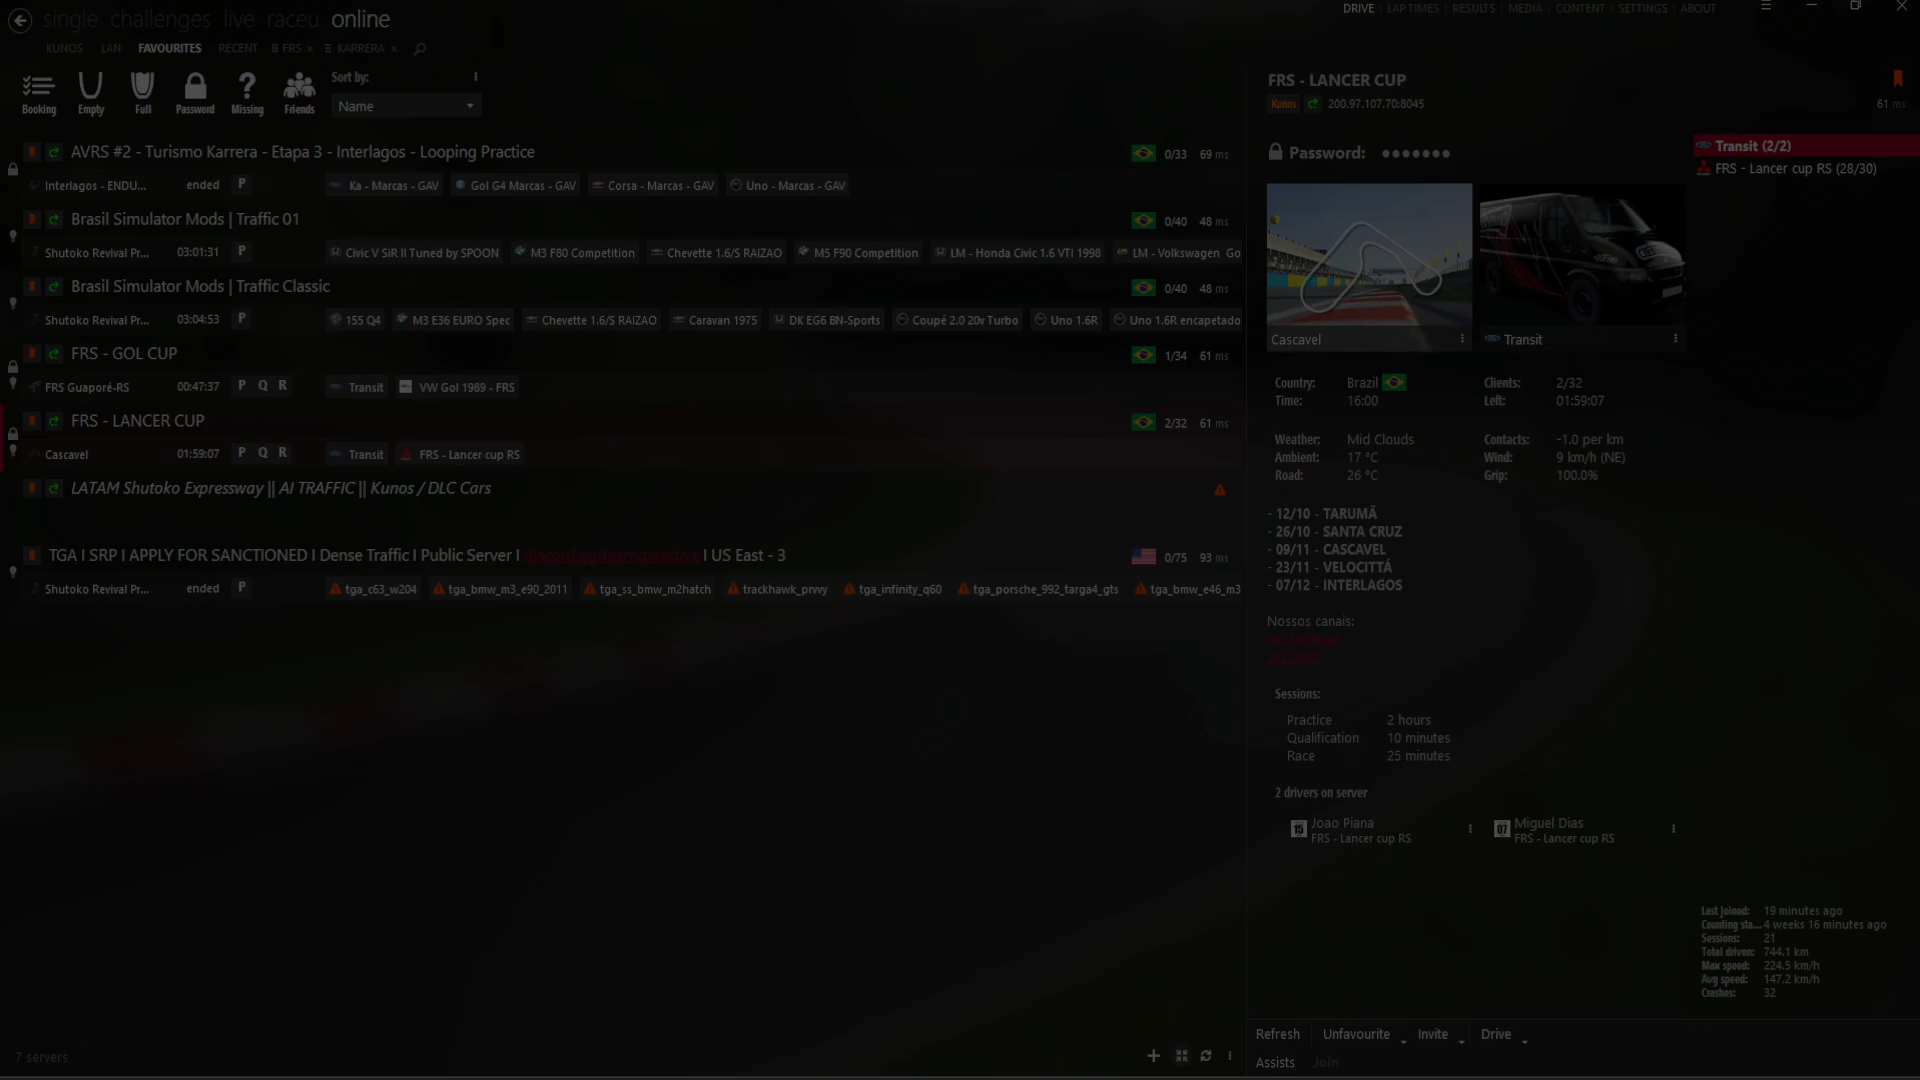 single challenges live raceu online
DRIVE | LAP TIMES | RESULTS | MEDIA | CONTENT | SETTINGS | ABOUT
KUNOS LAN FAVOURITES RECENT FRS × KARRERA ×
Booking Empty Full Password Missing Friends
Sort by:
Name
AVRS #2 - Turismo Karrera - Etapa 3 - Interlagos - Looping Practice 0/33 69 ms
Interlagos - ENDU... ended P Ka - Marcas - GAV Gol G4 Marcas - GAV Corsa - Marcas - GAV Uno - Marcas - GAV
Brasil Simulator Mods | Traffic 01 0/40 48 ms
Shutoko Revival Pr... 03:01:31 P Civic V SiR II Tuned by SPOON M3 F80 Competition Chevette 1.6/S RAIZAO M5 F90 Competition LM - Honda Civic 1.6 VTI 1998 LM - Volkswagen Go
Brasil Simulator Mods | Traffic Classic 0/40 48 ms
Shutoko Revival Pr... 03:04:53 P 155 Q4 M3 E36 EURO Spec Chevette 1.6/S RAIZAO Caravan 1975 DK EG6 BN-Sports Coupé 2.0 20v Turbo Uno 1.6R Uno 1.6R encapetado
FRS - GOL CUP 1/34 61 ms
FRS Guaporé-RS 00:47:37 P Q R Transit VW Gol 1989 - FRS
FRS - LANCER CUP 2/32 61 ms
Cascavel 01:59:07 P Q R Transit FRS - Lancer cup RS
LATAM Shutoko Expressway || AI TRAFFIC || Kunos / DLC Cars
TGA I SRP I APPLY FOR SANCTIONED I Dense Traffic I Public Server I I US East - 3 0/75 93 ms
Shutoko Revival Pr... ended P tga_c63_w204 tga_bmw_m3_e90_2011 tga_ss_bmw_m2hatch trackhawk_prvvy tga_infinity_q60 tga_porsche_992_targa4_gts tga_bmw_e46_m3
7 servers
FRS - LANCER CUP
Kunos 200.97.107.70:8045 61 ms
Password: •••••••
Transit (2/2)
FRS - Lancer cup RS (28/30)
Cascavel
Transit
Country: Brazil Clients: 2/32
Time: 16:00 Left: 01:59:07
Weather: Mid Clouds Contacts: -1.0 per km
Ambient: 17 °C Wind: 9 km/h (NE)
Road: 26 °C Grip: 100.0%
- 12/10 - TARUMÃ
- 26/10 - SANTA CRUZ
- 09/11 - CASCAVEL
- 23/11 - VELOCITTÁ
- 07/12 - INTERLAGOS
Nossos canais:
Sessions:
Practice 2 hours
Qualification 10 minutes
Race 25 minutes
2 drivers on server
15 Joao Piana
FRS - Lancer cup RS
07 Miguel Dias
FRS - Lancer cup RS
Last joined: 19 minutes ago
Counting sta... 4 weeks 16 minutes ago
Sessions: 21
Total driven: 744.1 km
Max speed: 224.5 km/h
Avg speed: 147.2 km/h
Crashes: 32
Refresh Unfavourite Invite Drive
Assists Join